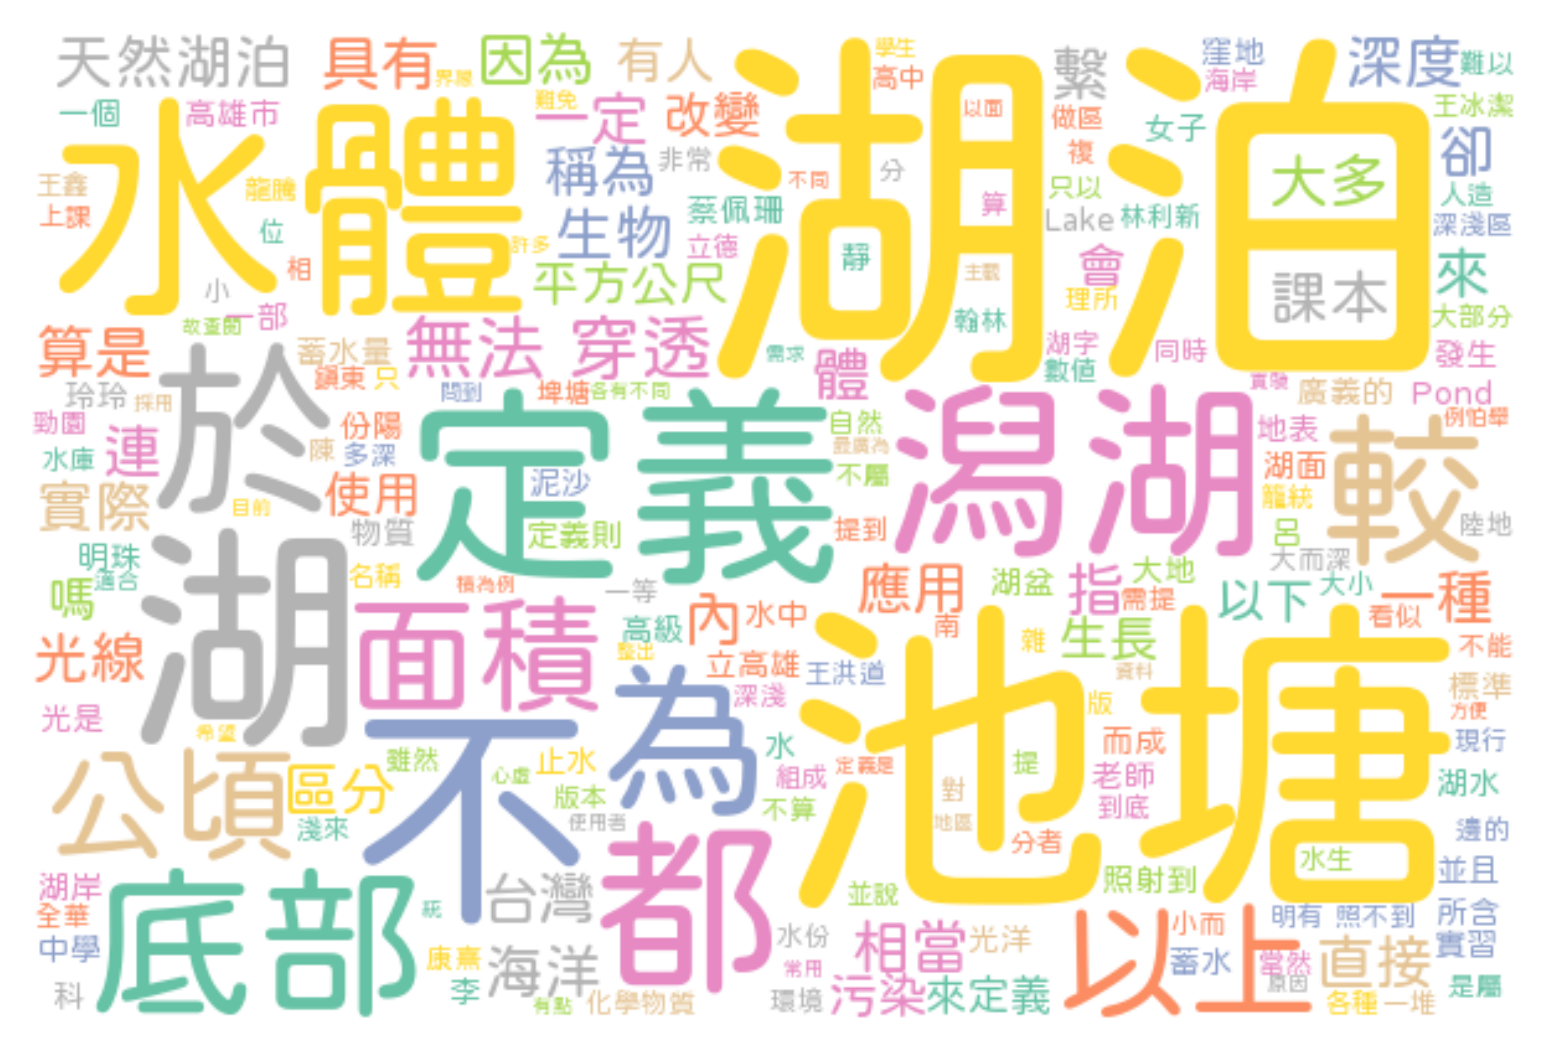 天然湖泊
具有
界線
因為
有人
湖泊
學生
高中
繫
窪地
海岸
深度
難以
一個
高雄市
水體
難免
一定
改變
以面
做區
女子
王冰潔
卻
王鑫
上課
龍騰
稱為
非常
不同
分
複
只以
大多
人造
位
生物
蔡佩珊
算
Lake
林利新
深淺區
相
許多
立德
靜
會
來
小
一部
平方公尺
主觀
理所
課本
故查閱
翰林
大部分
算是
蓄水量
無法
穿透
需求
體
湖字
同時
發生
鎮東
只
數值
玲玲
採用
於
問到
埤塘
各有不同
實發
廣義的
Pond
勁園
連
陳
份陽
定義
自然
潟湖
地表
較
例怕舉
水庫
多深
最廣為
湖面
實際
目前
使用
泥沙
不屬
籠統
物質
定義則
提到
呂
陸地
明珠
適合
湖
名稱
積為例
一等
應用
湖盆
大而深
大地
指
嗎
面積
高級
內
水中
南
需提
以下
大小
一種
看似
光線
整出
立高雄
王洪道
池塘
雜
生長
不能
光是
希望
不
為
深淺
資料
標準
方便
公頃
區分
雖然
心虛
止水
水
組成
定義是
版
提
而成
老師
現行
淺來
版本
使用者
不算
對
地區
到底
湖水
分者
邊的
湖岸
底部
台灣
都
並說
照射到
水生
並且
全華
統
以上
小而
明有
照不到
所含
中學
康熹
海洋
水份
相當
光洋
蓄水
當然
直接
實習
科
李
有點
化學物質
常用
環境
污染
來定義
原因
各種
一堆
是屬